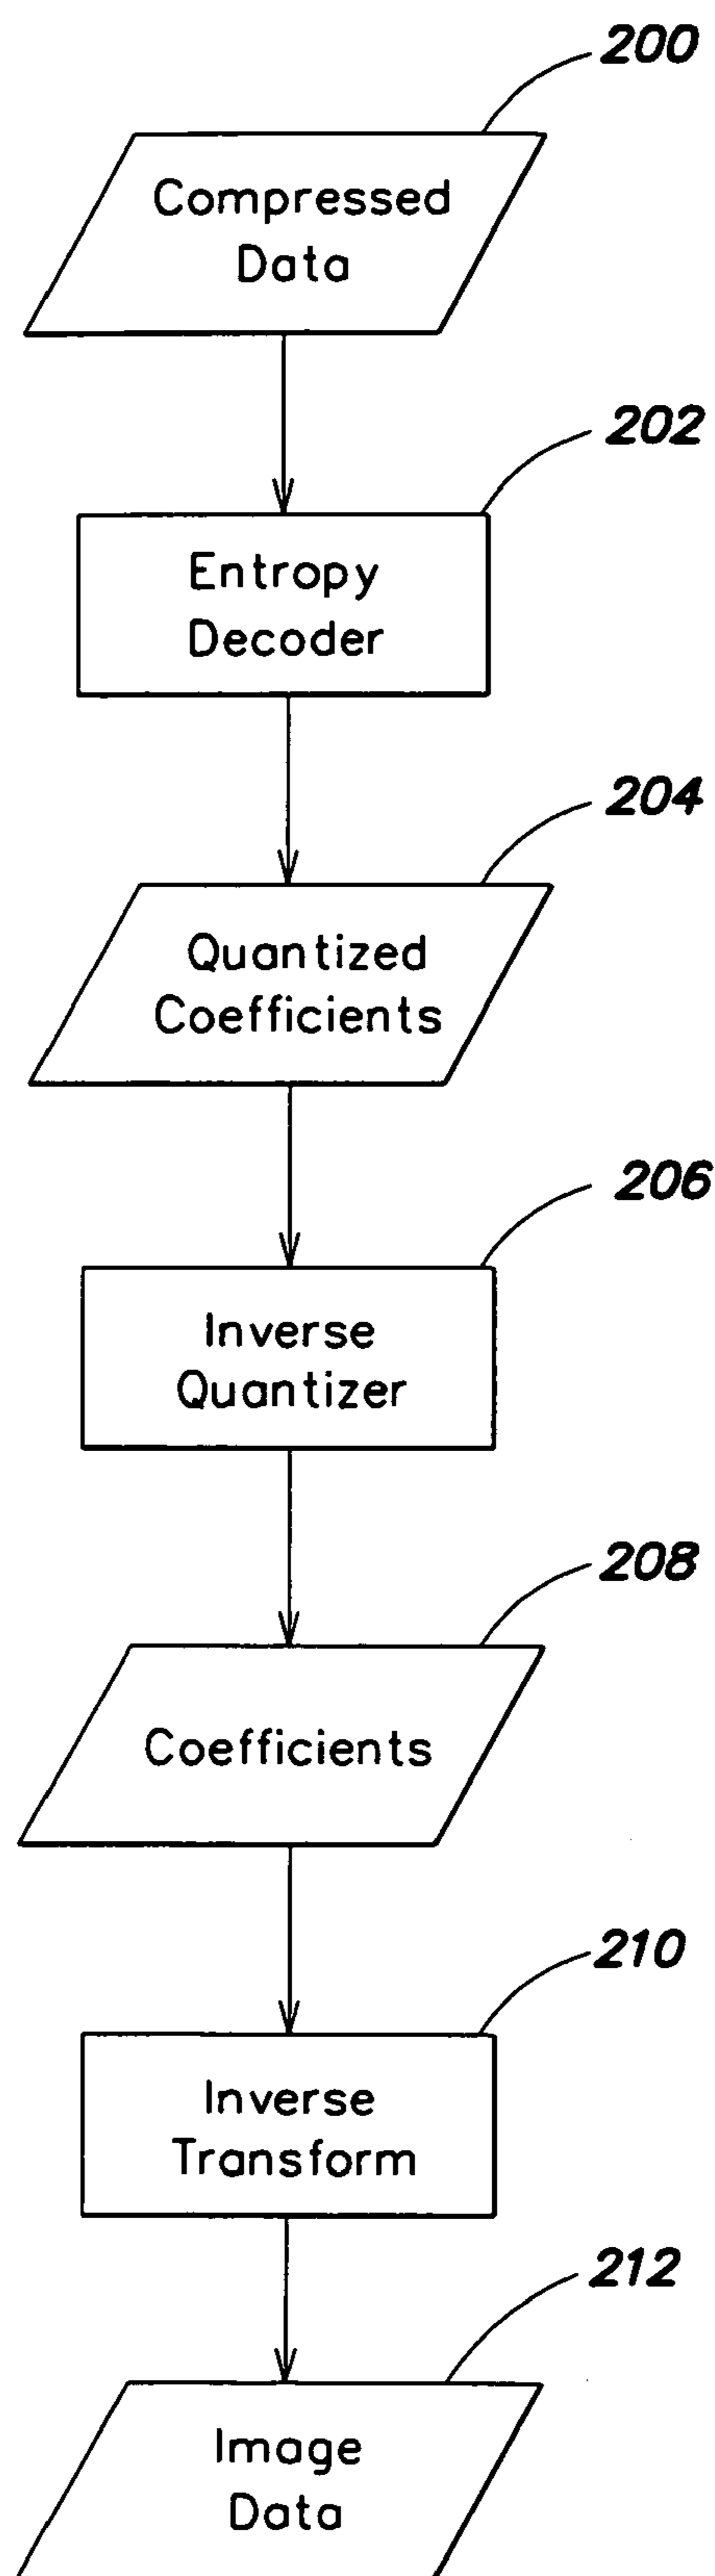 200
Compressed
Data
202
Entropy
Decoder
204
Quantized
Coefficients
206
Inverse
Quantizer
208
Coefficients
210
Inverse
Transform
212
Image
Data